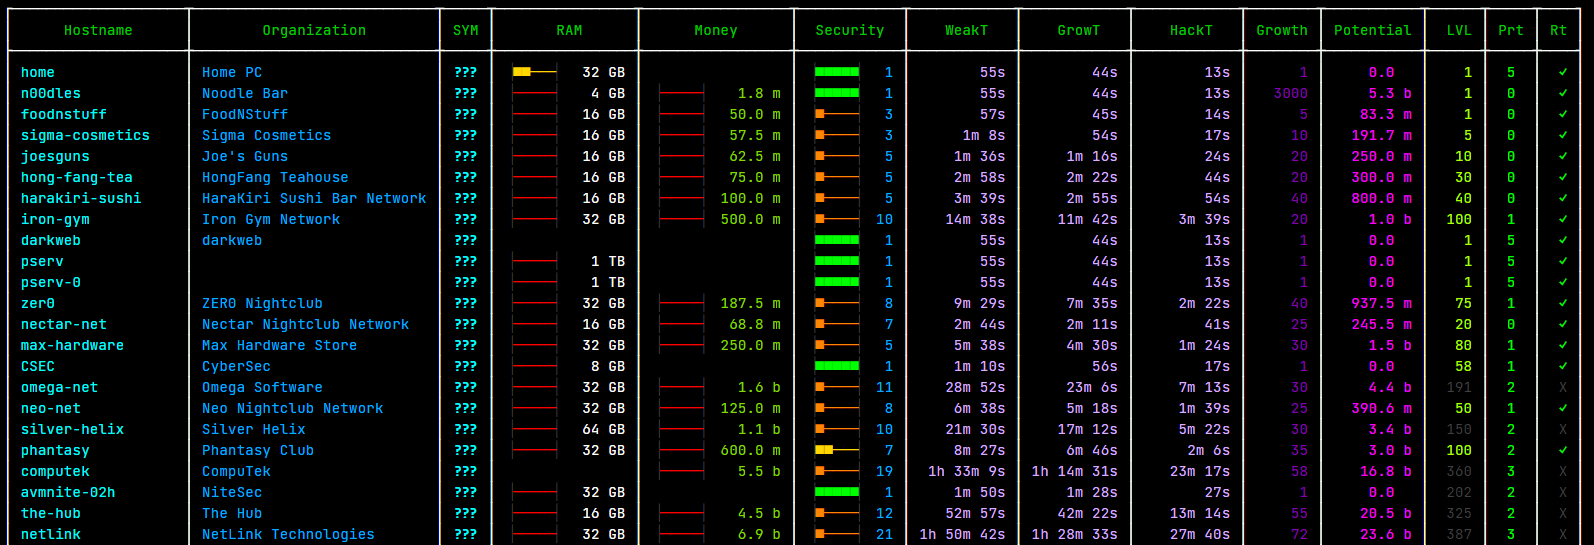 Hostname Organization SYM RAM Money Security WeakT GrowT HackT Growth Potential LVL Prt Rt
home Home PC ??? 32 GB 1 55s 44s 13s 1 0.0 1 5 ✓
n00dles Noodle Bar ??? 4 GB 1.8 m 1 55s 44s 13s 3000 5.3 b 1 0 ✓
foodnstuff FoodNStuff ??? 16 GB 50.0 m 3 57s 45s 14s 5 83.3 m 1 0 ✓
sigma-cosmetics Sigma Cosmetics ??? 16 GB 57.5 m 3 1m 8s 54s 17s 10 191.7 m 5 0 ✓
joesguns Joe's Guns ??? 16 GB 62.5 m 5 1m 36s 1m 16s 24s 20 250.0 m 10 0 ✓
hong-fang-tea HongFang Teahouse ??? 16 GB 75.0 m 5 2m 58s 2m 22s 44s 20 300.0 m 30 0 ✓
harakiri-sushi HaraKiri Sushi Bar Network ??? 16 GB 100.0 m 5 3m 39s 2m 55s 54s 40 800.0 m 40 0 ✓
iron-gym Iron Gym Network ??? 32 GB 500.0 m 10 14m 38s 11m 42s 3m 39s 20 1.0 b 100 1 ✓
darkweb darkweb ??? 1 55s 44s 13s 1 0.0 1 5 ✓
pserv ??? 1 TB 1 55s 44s 13s 1 0.0 1 5 ✓
pserv-0 ??? 1 TB 1 55s 44s 13s 1 0.0 1 5 ✓
zer0 ZER0 Nightclub ??? 32 GB 187.5 m 8 9m 29s 7m 35s 2m 22s 40 937.5 m 75 1 ✓
nectar-net Nectar Nightclub Network ??? 16 GB 68.8 m 7 2m 44s 2m 11s 41s 25 245.5 m 20 0 ✓
max-hardware Max Hardware Store ??? 32 GB 250.0 m 5 5m 38s 4m 30s 1m 24s 30 1.5 b 80 1 ✓
CSEC CyberSec ??? 8 GB 1 1m 10s 56s 17s 1 0.0 58 1 ✓
omega-net Omega Software ??? 32 GB 1.6 b 11 28m 52s 23m 6s 7m 13s 30 4.4 b 191 2 X
neo-net Neo Nightclub Network ??? 32 GB 125.0 m 8 6m 38s 5m 18s 1m 39s 25 390.6 m 50 1 ✓
silver-helix Silver Helix ??? 64 GB 1.1 b 10 21m 30s 17m 12s 5m 22s 30 3.4 b 150 2 X
phantasy Phantasy Club ??? 32 GB 600.0 m 7 8m 27s 6m 46s 2m 6s 35 3.0 b 100 2 ✓
computek CompuTek ??? 5.5 b 19 1h 33m 9s 1h 14m 31s 23m 17s 58 16.8 b 360 3 X
avmnite-02h NiteSec ??? 32 GB 1 1m 50s 1m 28s 27s 1 0.0 202 2 X
the-hub The Hub ??? 16 GB 4.5 b 12 52m 57s 42m 22s 13m 14s 55 20.5 b 325 2 X
netlink NetLink Technologies ??? 32 GB 6.9 b 21 1h 50m 42s 1h 28m 33s 27m 40s 72 23.6 b 387 3 X